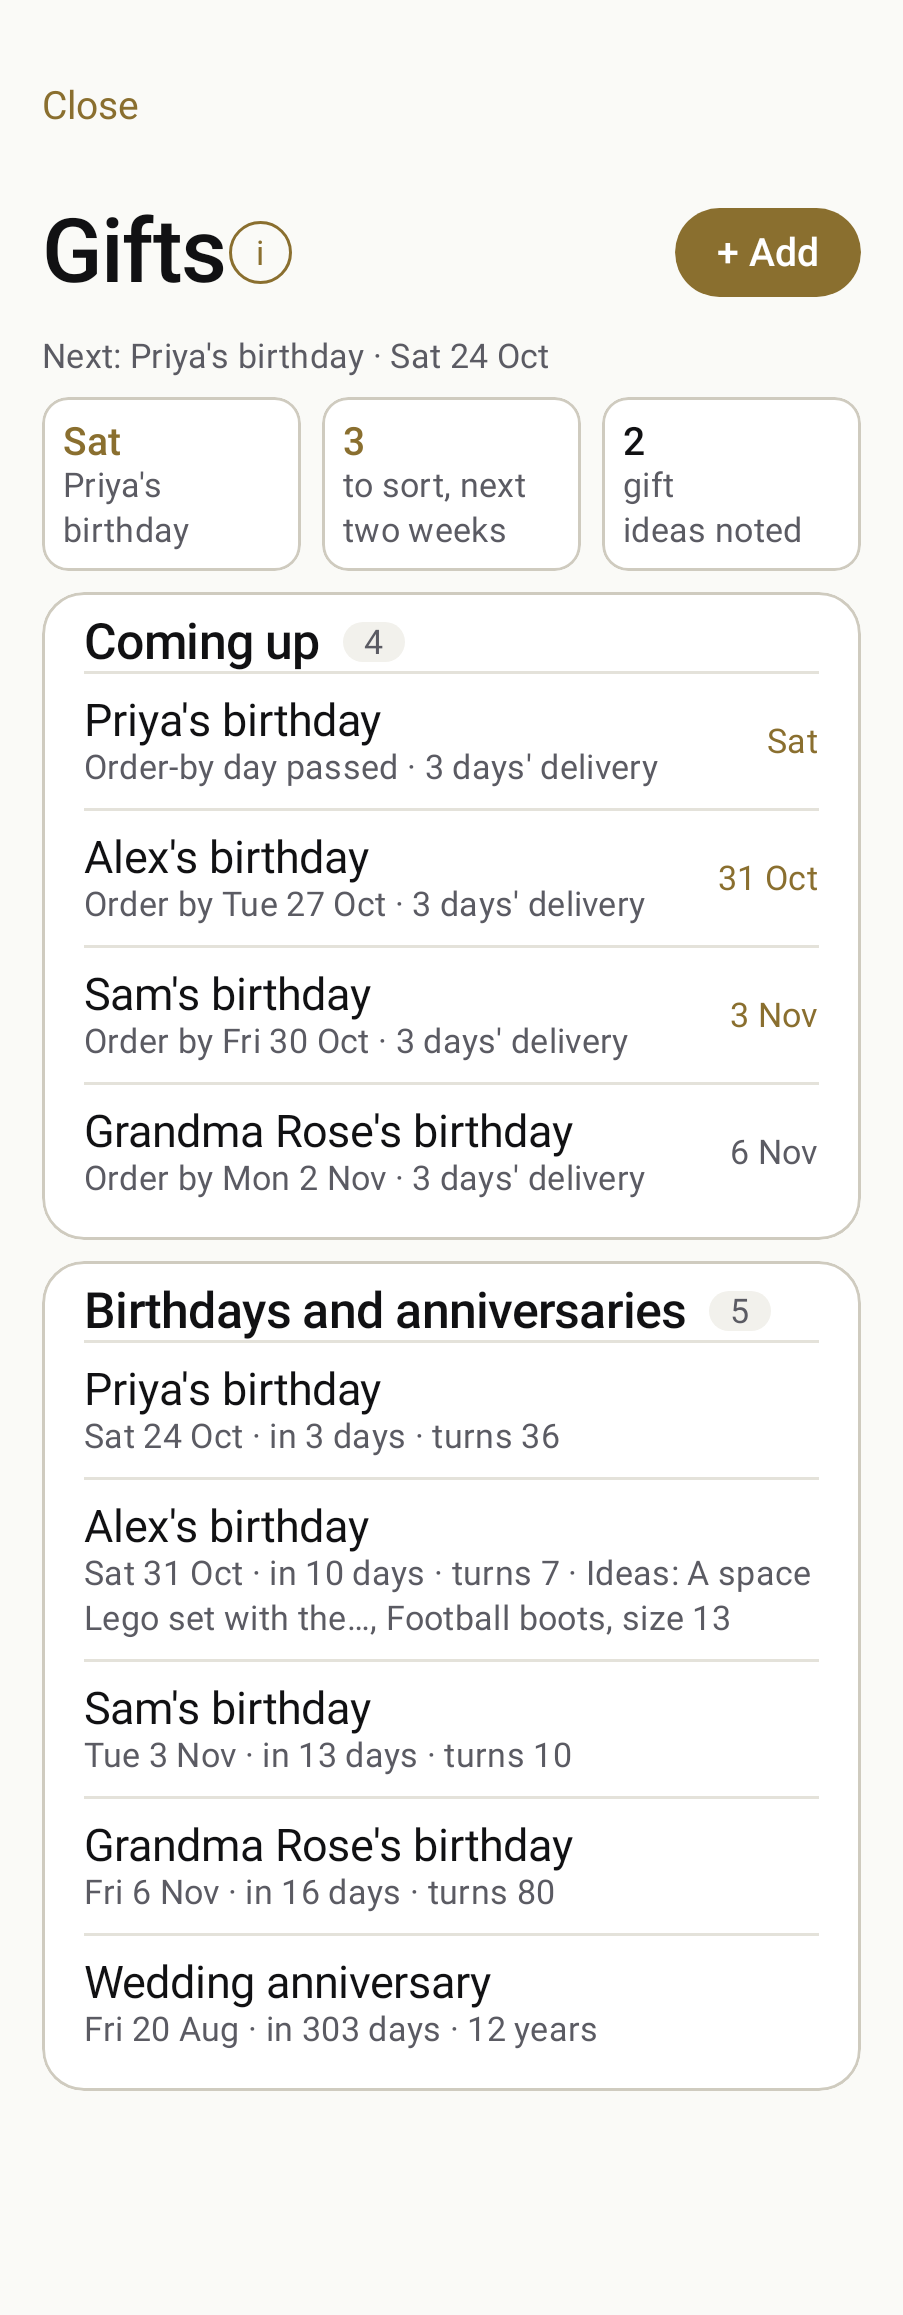 Close
Gifts i
+ Add
Next: Priya's birthday · Sat 24 Oct
Sat
Priya's
birthday
3
to sort, next
two weeks
2
gift
ideas noted
Coming up 4
Priya's birthday
Order-by day passed · 3 days' delivery
Sat
Alex's birthday
Order by Tue 27 Oct · 3 days' delivery
31 Oct
Sam's birthday
Order by Fri 30 Oct · 3 days' delivery
3 Nov
Grandma Rose's birthday
Order by Mon 2 Nov · 3 days' delivery
6 Nov
Birthdays and anniversaries 5
Priya's birthday
Sat 24 Oct · in 3 days · turns 36
Alex's birthday
Sat 31 Oct · in 10 days · turns 7 · Ideas: A space
Lego set with the…, Football boots, size 13
Sam's birthday
Tue 3 Nov · in 13 days · turns 10
Grandma Rose's birthday
Fri 6 Nov · in 16 days · turns 80
Wedding anniversary
Fri 20 Aug · in 303 days · 12 years